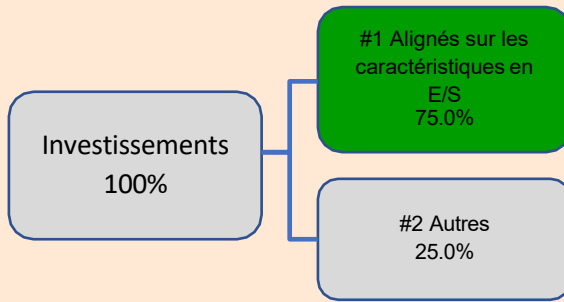 #1 Alignés sur les
caractéristiques en
E/S
75.0%
Investissements
100%
#2 Autres
25.0%